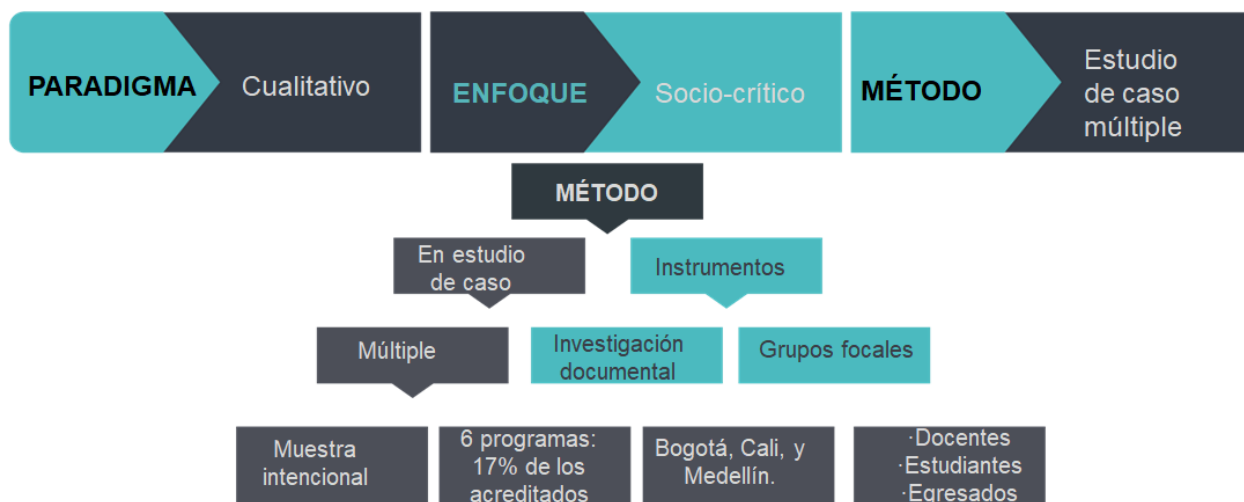 PARADIGMA
Cualitativo
ENFOQUE
Socio-crítico
MÉTODO
Estudio
de caso
múltiple
MÉTODO
En estudio
de caso
Instrumentos
Múltiple
Investigación
documental
Grupos focales
Muestra
intencional
6 programas:
17% de los
acreditados
Bogotá, Cali, y
Medellín.
·Docentes
·Estudiantes
·Egresados